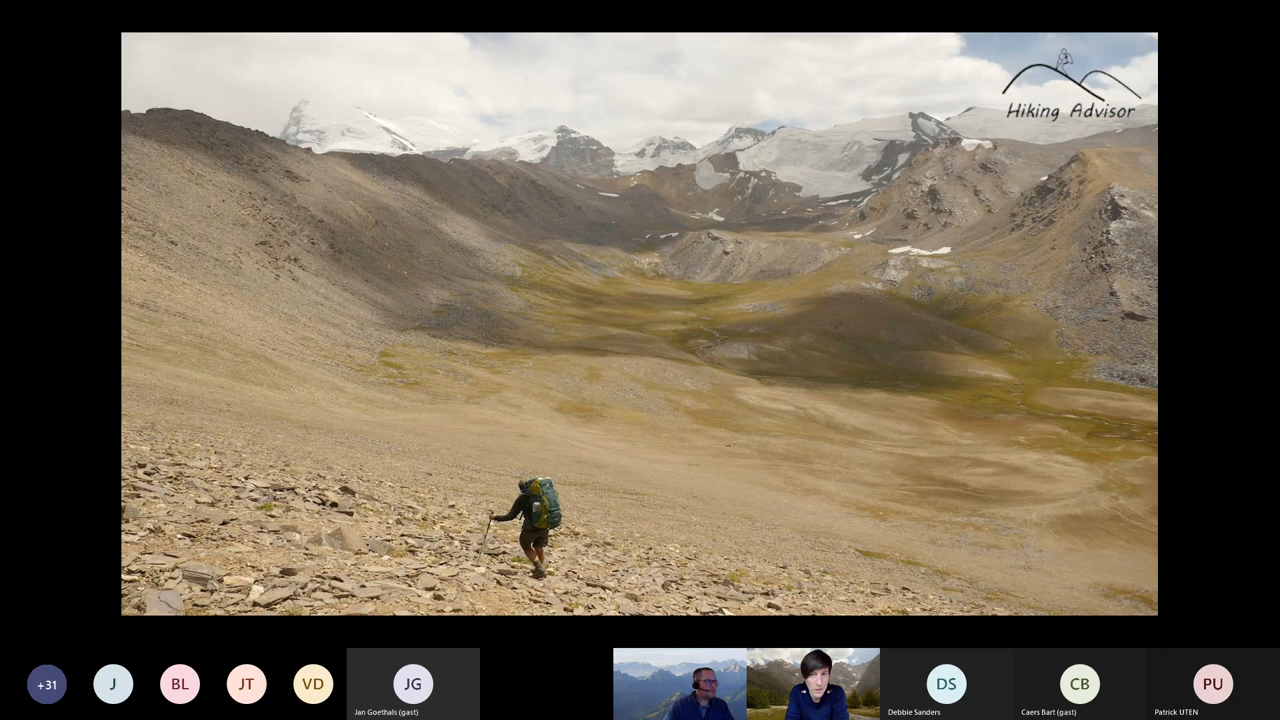 Hiking Advisor
+31
J
BL
JT
VD
JG
Jan Goethals (gast)
DS
Debbie Sanders
CB
Caers Bart (gast)
PU
Patrick UTEN